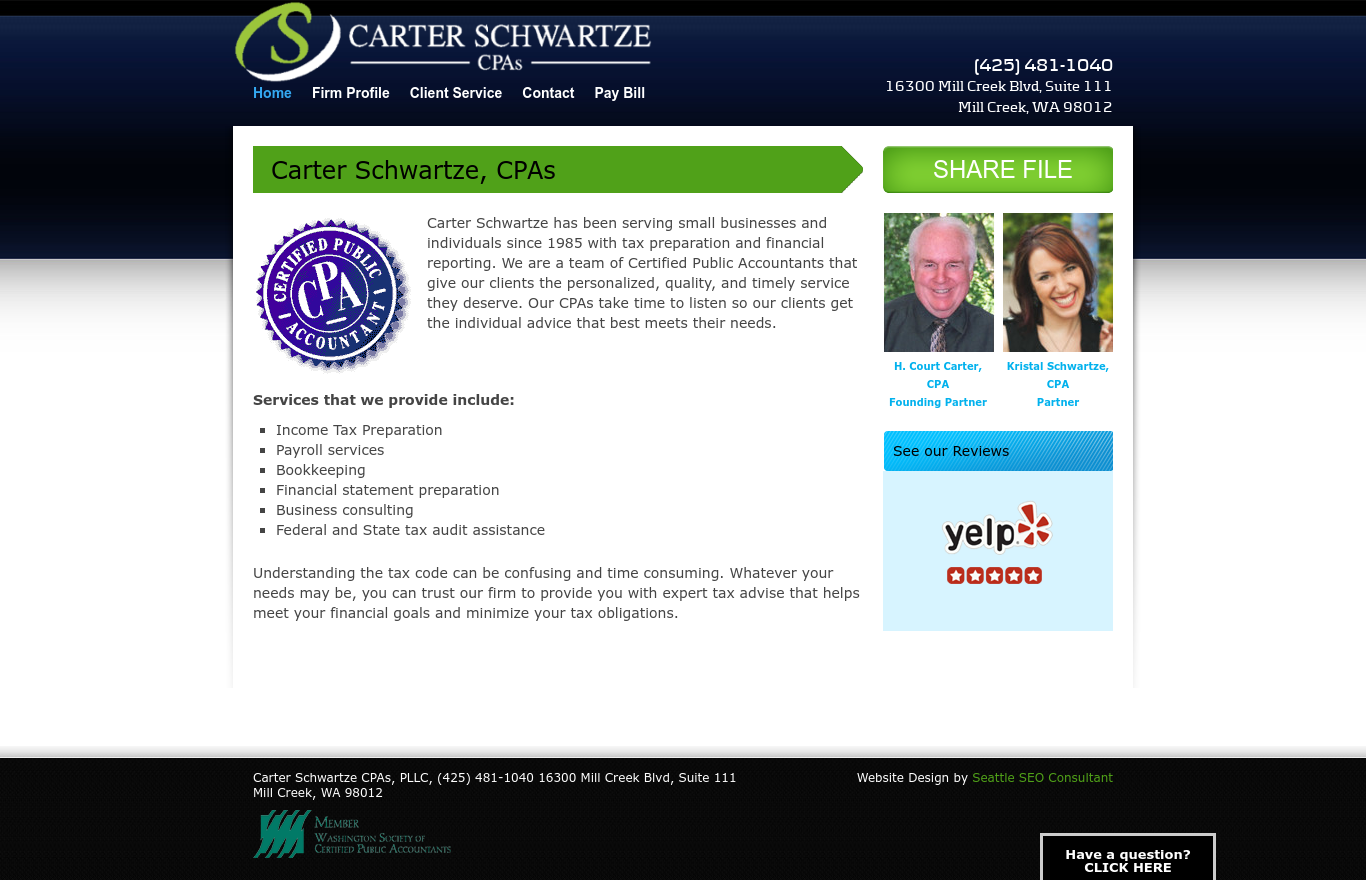 CARTER SCHWARTZE
CPAs
Home Firm Profile Client Service Contact Pay Bill
(425) 481-1040
16300 Mill Creek Blvd, Suite 111
Mill Creek, WA 98012
Carter Schwartze, CPAs
SHARE FILE
CERTIFIED PUBLIC
CPA
ACCOUNTANT
Carter Schwartze has been serving small businesses and
individuals since 1985 with tax preparation and financial
reporting. We are a team of Certified Public Accountants that
give our clients the personalized, quality, and timely service
they deserve. Our CPAs take time to listen so our clients get
the individual advice that best meets their needs.
Services that we provide include:
Income Tax Preparation
Payroll services
Bookkeeping
Financial statement preparation
Business consulting
Federal and State tax audit assistance
Understanding the tax code can be confusing and time consuming. Whatever your
needs may be, you can trust our firm to provide you with expert tax advise that helps
meet your financial goals and minimize your tax obligations.
H. Court Carter,
CPA
Founding Partner
Kristal Schwartze,
CPA
Partner
See our Reviews
yelp
Carter Schwartze CPAs, PLLC, (425) 481-1040 16300 Mill Creek Blvd, Suite 111
Mill Creek, WA 98012
Website Design by Seattle SEO Consultant
MEMBER
WASHINGTON SOCIETY OF
CERTIFIED PUBLIC ACCOUNTANTS
Have a question?
CLICK HERE